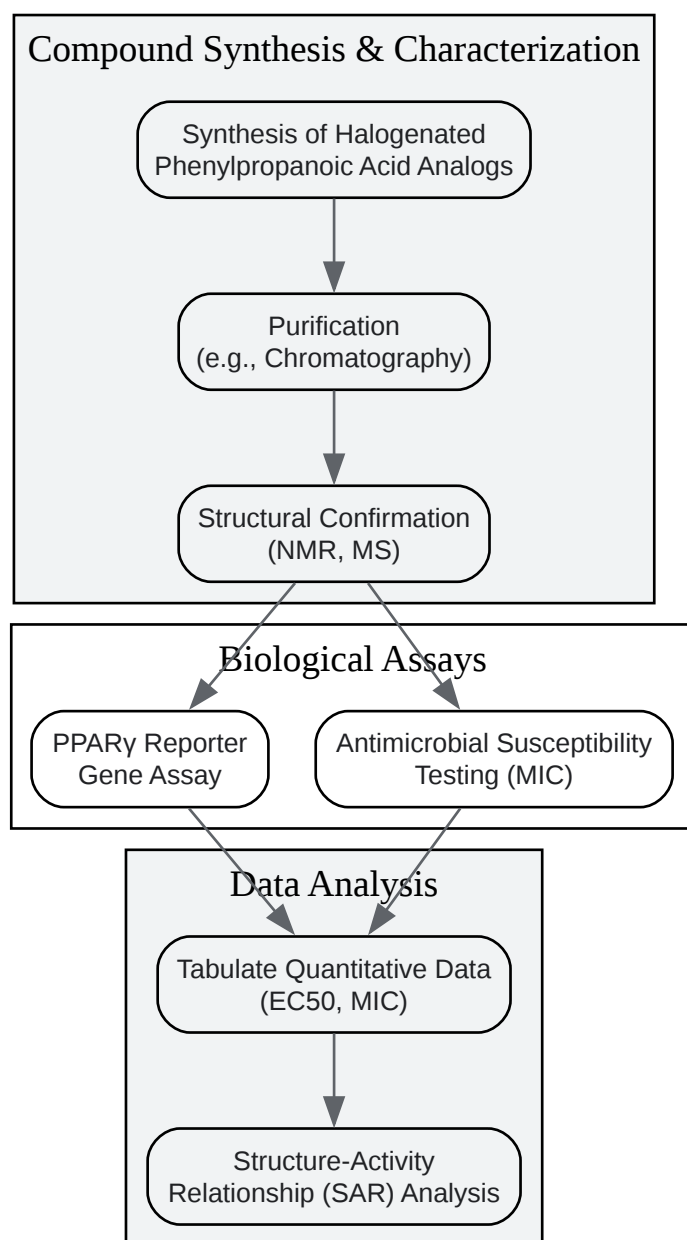 Compound Synthesis & Characterization
Synthesis of Halogenated
Phenylpropanoic Acid Analogs
Purification
(e.g., Chromatography)
Structural Confirmation
(NMR, MS)
Biological Assays
PPARγ Reporter
Gene Assay
Antimicrobial Susceptibility
Testing (MIC)
Data Analysis
Tabulate Quantitative Data
(EC50, MIC)
Structure-Activity
Relationship (SAR) Analysis